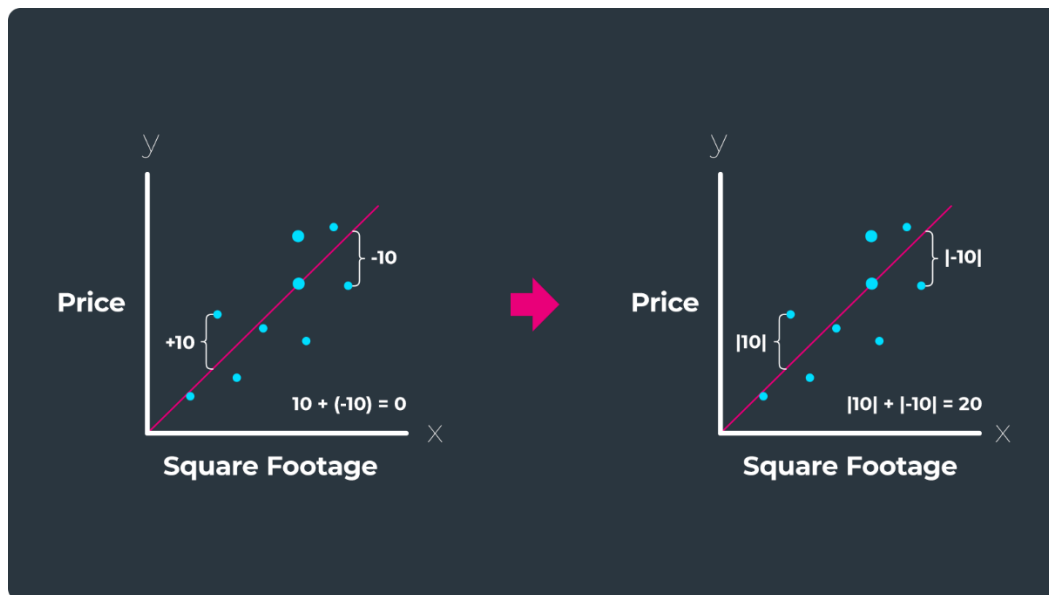 y
Price
+10
-10
10 + (-10) = 0
x
Square Footage
y
Price
|10|
|-10|
|10| + |-10| = 20
x
Square Footage